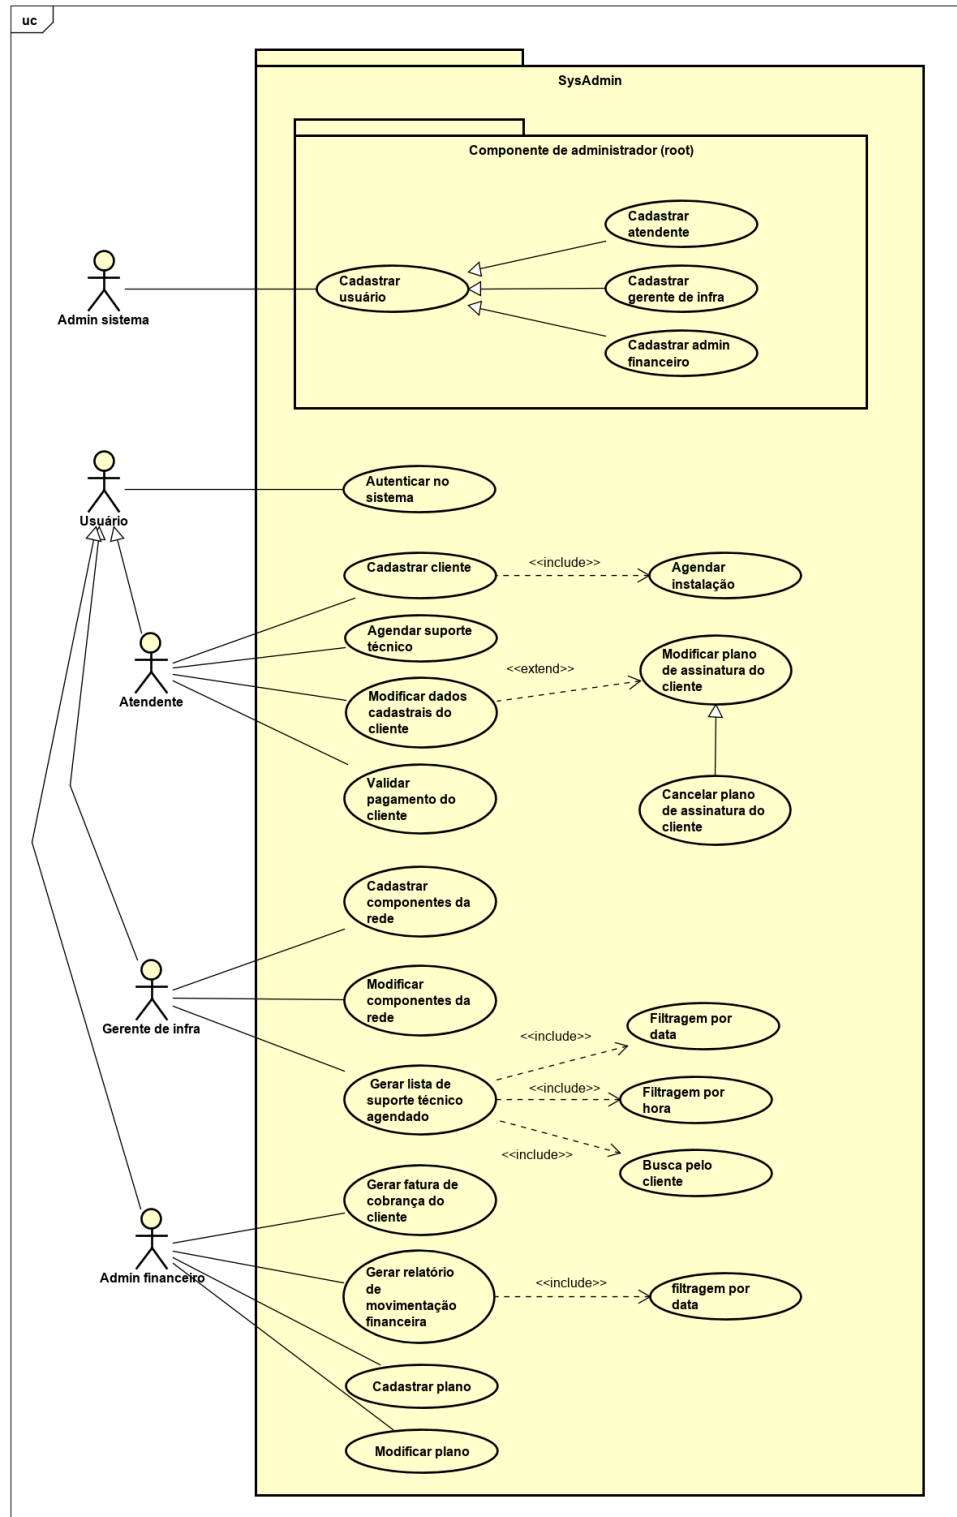 uc
SysAdmin
Componente de administrador (root)
Cadastrar
atendente
Admin sistema
Cadastrar
usuário
Cadastrar
gerente de infra
Cadastrar admin
financeiro
Usuário
Autenticar no
sistema
Cadastrar cliente
<<include>>
Agendar
instalação
Atendente
Agendar suporte
técnico
Modificar dados
cadastrais do
cliente
<<extend>>
Modificar plano
de assinatura do
cliente
Validar
pagamento do
cliente
Cancelar plano
de assinatura do
cliente
Cadastrar
componentes da
rede
Gerente de infra
Modificar
componentes da
rede
Gerar lista de
suporte técnico
agendado
<<include>>
Filtragem por
data
<<include>>
Filtragem por
hora
<<include>>
Busca pelo
cliente
Admin financeiro
Gerar fatura de
cobrança do
cliente
Gerar relatório
de
movimentação
financeira
<<include>>
filtragem por
data
Cadastrar plano
Modificar plano